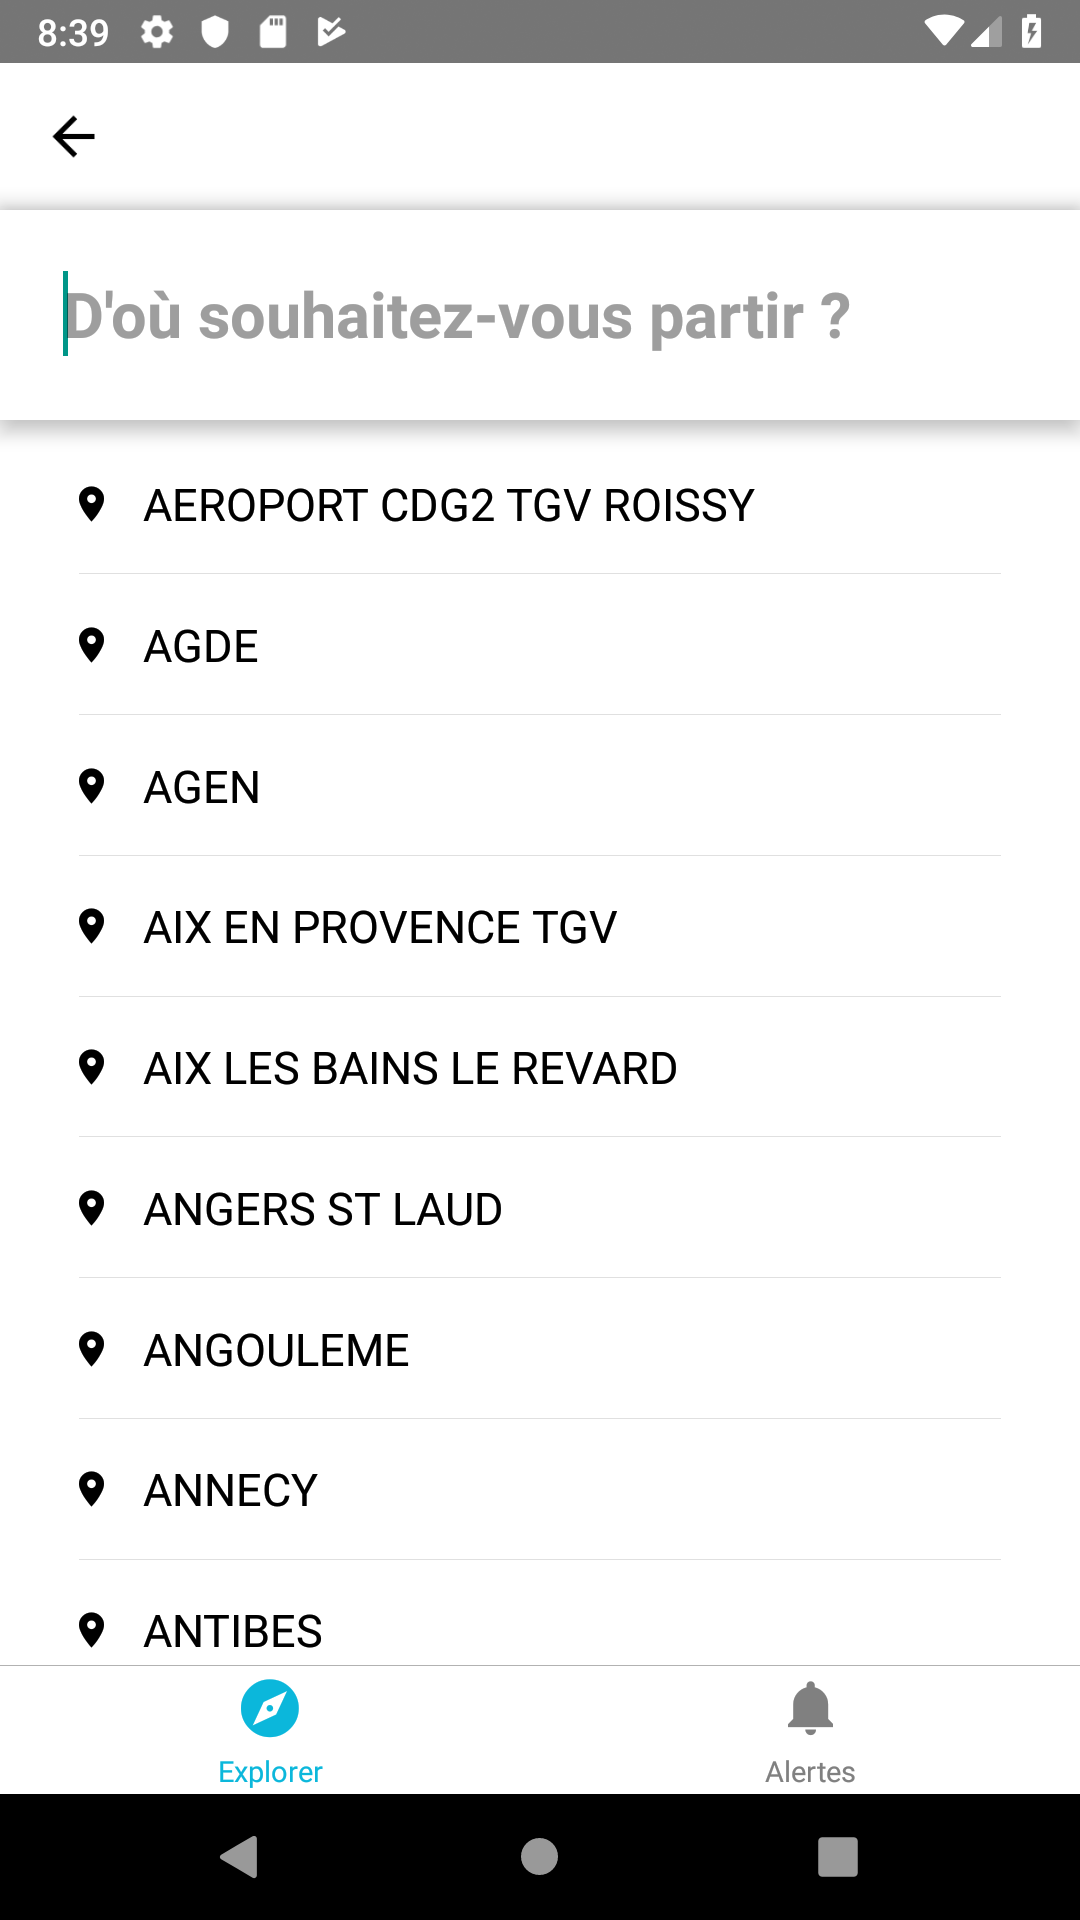 8:39
D'où souhaitez-vous partir ?
AEROPORT CDG2 TGV ROISSY
AGDE
AGEN
AIX EN PROVENCE TGV
AIX LES BAINS LE REVARD
ANGERS ST LAUD
ANGOULEME
ANNECY
ANTIBES
Explorer
Alertes